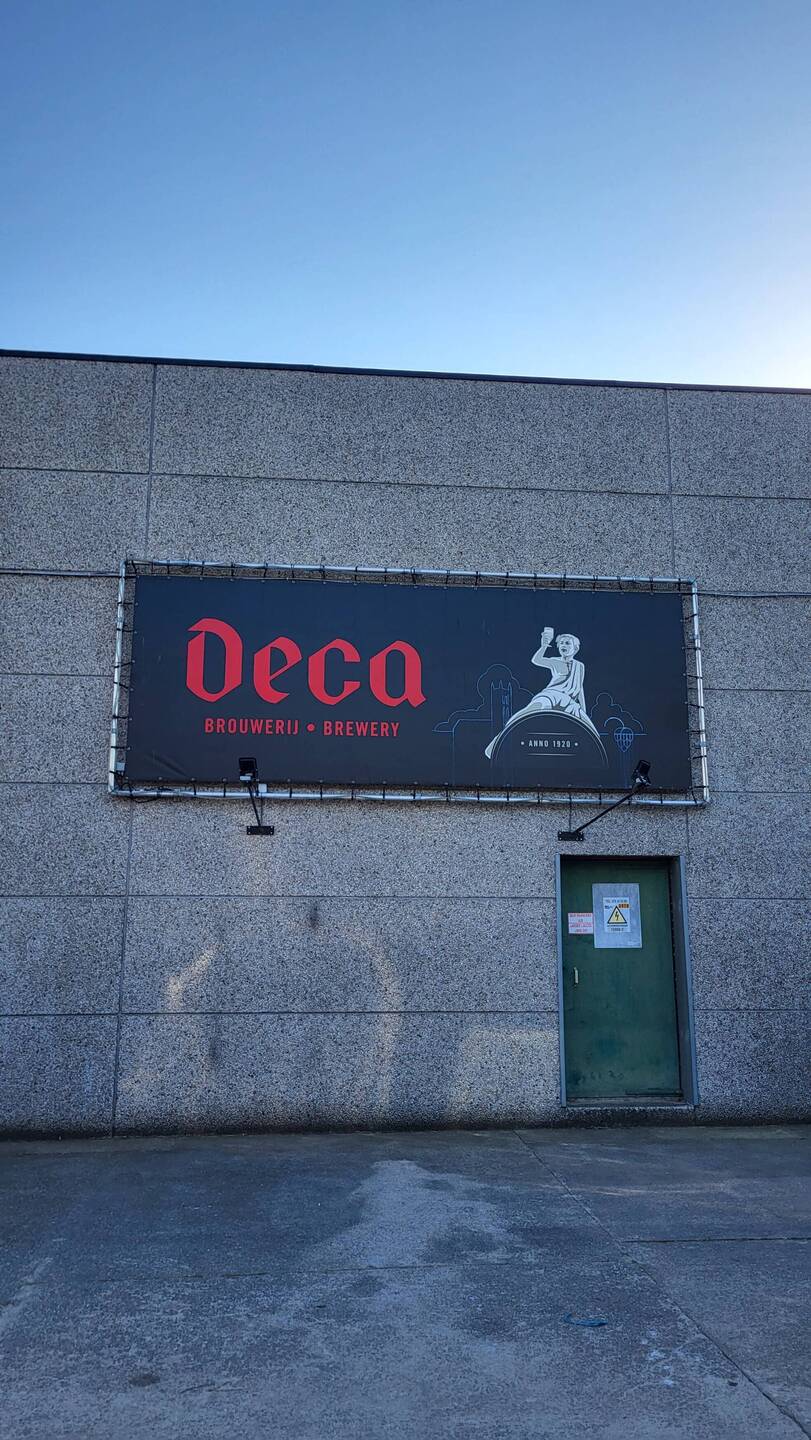 Deca
BROUWERIJ • BREWERY
• ANNO 1920 •